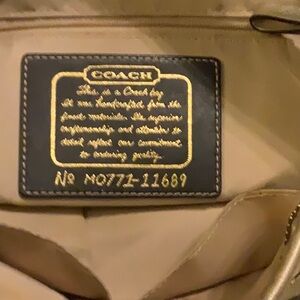 COACH
This is a Coach bag
It was handcrafted from the
finest materials. Its superior
craftsmanship and attention to
detail reflect our commitment
to enduring quality.
No MO771-11689